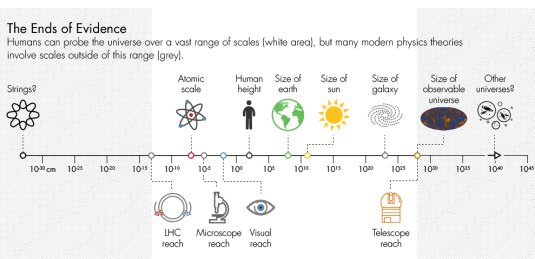 The Ends of Evidence
Humans can probe the universe over a vast range of scales (white area), but many modern physics theories
involve scales outside of this range (grey).
Strings?
Atomic
scale
Human
height
Size of
earth
Size of
sun
Size of
galaxy
Size of
observable
universe
Other
universes?
10⁻³⁰ cm 10⁻²⁵ 10⁻²⁰ 10⁻¹⁵ 10⁻¹⁰ 10⁻⁵ 10⁰ 10⁵ 10¹⁰ 10¹⁵ 10²⁰ 10²⁵ 10³⁰ 10³⁵ 10⁴⁰ 10⁴⁵
LHC
reach
Microscope
reach
Visual
reach
Telescope
reach